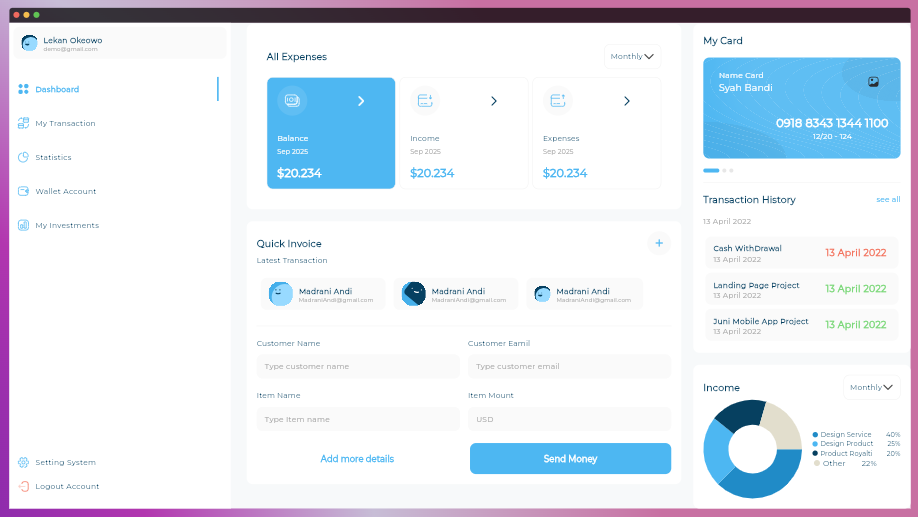 Lekan Okeowo
demo@gmail.com
Dashboard
My Transaction
Statistics
Wallet Account
My Investments
Setting System
Logout Account
All Expenses
Monthly
Balance
Sep 2025
$20.234
Income
Sep 2025
$20.234
Expenses
Sep 2025
$20.234
Quick Invoice
Latest Transaction
Madrani Andi
MadraniAndi@gmail.com
Madrani Andi
MadraniAndi@gmail.com
Madrani Andi
MadraniAndi@gmail.com
Customer Name
Customer Eamil
Type customer name
Type customer email
Item Name
Item Mount
Type Item name
USD
Add more details
Send Money
My Card
Name Card
Syah Bandi
0918 8343 1344 1100
12/20 - 124
Transaction History
see all
13 April 2022
Cash WithDrawal
13 April 2022
13 April 2022
Landing Page Project
13 April 2022
13 April 2022
Juni Mobile App Project
13 April 2022
13 April 2022
Income
Monthly
Design Service 40%
Design Product 25%
Product Royalti 20%
Other 22%